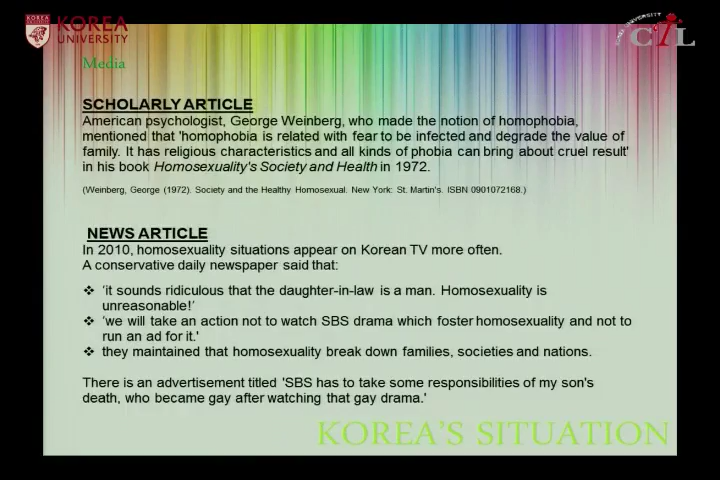 KOREA
UNIVERSITY
UNIVERSITY
CTL
Media
SCHOLARLY ARTICLE
American psychologist, George Weinberg, who made the notion of homophobia,
mentioned that 'homophobia is related with fear to be infected and degrade the value of
family. It has religious characteristics and all kinds of phobia can bring about cruel result'
in his book Homosexuality's Society and Health in 1972.
(Weinberg, George (1972). Society and the Healthy Homosexual. New York: St. Martin's. ISBN 0901072168.)
NEWS ARTICLE
In 2010, homosexuality situations appear on Korean TV more often.
A conservative daily newspaper said that:
❖ 'it sounds ridiculous that the daughter-in-law is a man. Homosexuality is
unreasonable!'
❖ 'we will take an action not to watch SBS drama which foster homosexuality and not to
run an ad for it.'
❖ they maintained that homosexuality break down families, societies and nations.
There is an advertisement titled 'SBS has to take some responsibilities of my son's
death, who became gay after watching that gay drama.'
KOREA'S SITUATION